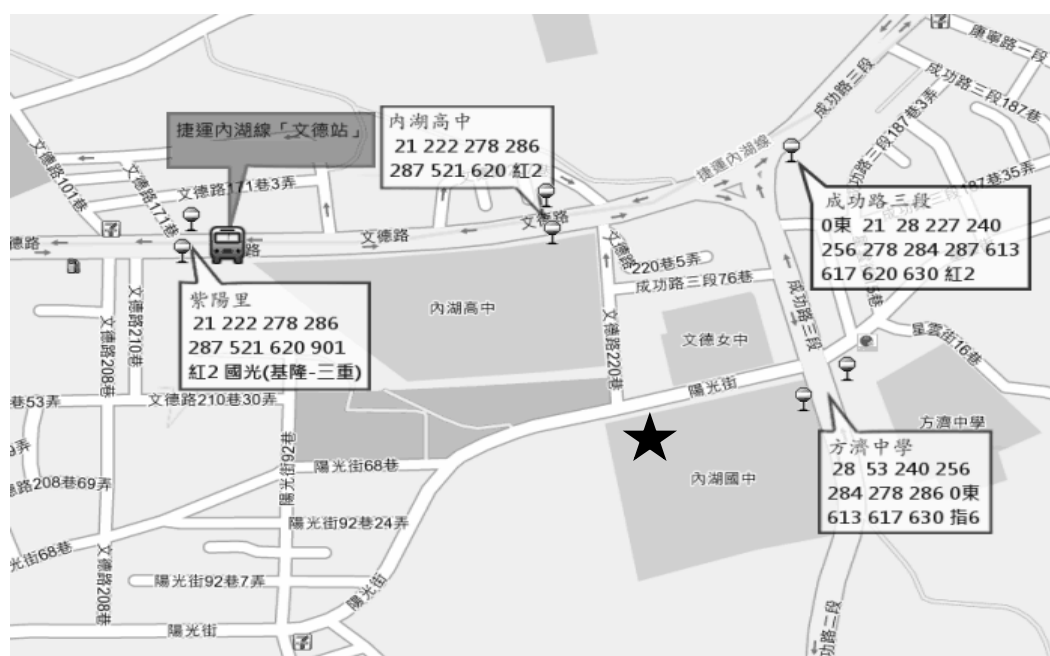 康寧路一段
成功路三段187巷
成功路三段
成功路三段187巷3弄
捷運內湖線「文德站」
內湖高中
21 222 278 286
287 521 620 紅2
捷運內湖線
文德路101巷
文德路171巷
文德路171巷3弄
187巷35弄
成功路三段
0東 21 28 227 240
256 278 284 287 613
617 620 630 紅2
文德路
文德路
220巷5弄
成功路三段76巷
文德路210巷
文德路208巷
紫陽里
21 222 278 286
287 521 620 901
紅2 國光(基隆-三重)
內湖高中
文德女中
文德路220巷
成功路三段
星雲街16巷
陽光街
巷53弄
文德路210巷30弄
方濟中學
方濟中學
28 53 240 256
284 278 286 0東
613 617 630 指6
陽光街92巷
陽光街68巷
內湖國中
路208巷69弄
陽光街92巷24弄
光街68巷
文德路208巷
陽光街92巷7弄
陽光街
陽光街
功路二段